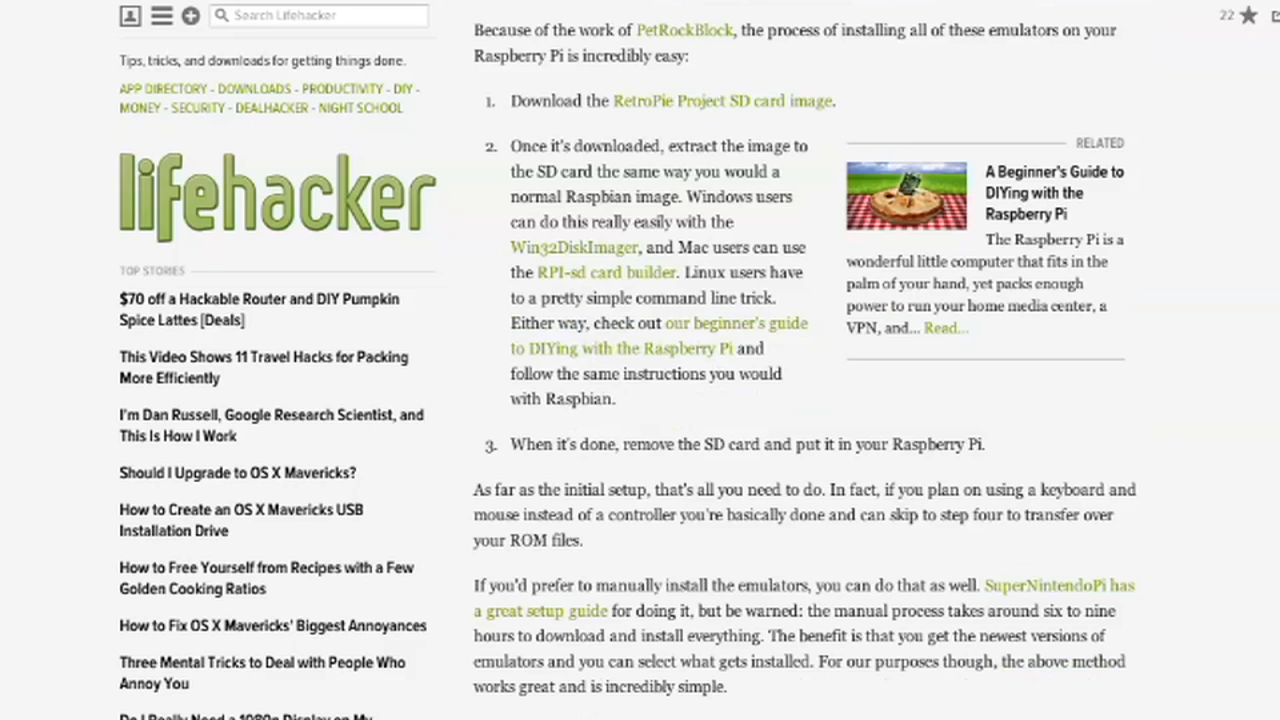 Search Lifehacker
22
Tips, tricks, and downloads for getting things done.
APP DIRECTORY - DOWNLOADS - PRODUCTIVITY - DIY -
MONEY - SECURITY - DEALHACKER - NIGHT SCHOOL
lifehacker
TOP STORIES
$70 off a Hackable Router and DIY Pumpkin
Spice Lattes [Deals]
This Video Shows 11 Travel Hacks for Packing
More Efficiently
I'm Dan Russell, Google Research Scientist, and
This Is How I Work
Should I Upgrade to OS X Mavericks?
How to Create an OS X Mavericks USB
Installation Drive
How to Free Yourself from Recipes with a Few
Golden Cooking Ratios
How to Fix OS X Mavericks' Biggest Annoyances
Three Mental Tricks to Deal with People Who
Annoy You
Do I Really Need a 1080p Display on My
Because of the work of PetRockBlock, the process of installing all of these emulators on your
Raspberry Pi is incredibly easy:
1. Download the RetroPie Project SD card image.
2. Once it's downloaded, extract the image to
the SD card the same way you would a
normal Raspbian image. Windows users
can do this really easily with the
Win32DiskImager, and Mac users can use
the RPI-sd card builder. Linux users have
to a pretty simple command line trick.
Either way, check out our beginner's guide
to DIYing with the Raspberry Pi and
follow the same instructions you would
with Raspbian.
RELATED
A Beginner's Guide to
DIYing with the
Raspberry Pi
The Raspberry Pi is a
wonderful little computer that fits in the
palm of your hand, yet packs enough
power to run your home media center, a
VPN, and... Read...
3. When it's done, remove the SD card and put it in your Raspberry Pi.
As far as the initial setup, that's all you need to do. In fact, if you plan on using a keyboard and
mouse instead of a controller you're basically done and can skip to step four to transfer over
your ROM files.
If you'd prefer to manually install the emulators, you can do that as well. SuperNintendoPi has
a great setup guide for doing it, but be warned: the manual process takes around six to nine
hours to download and install everything. The benefit is that you get the newest versions of
emulators and you can select what gets installed. For our purposes though, the above method
works great and is incredibly simple.